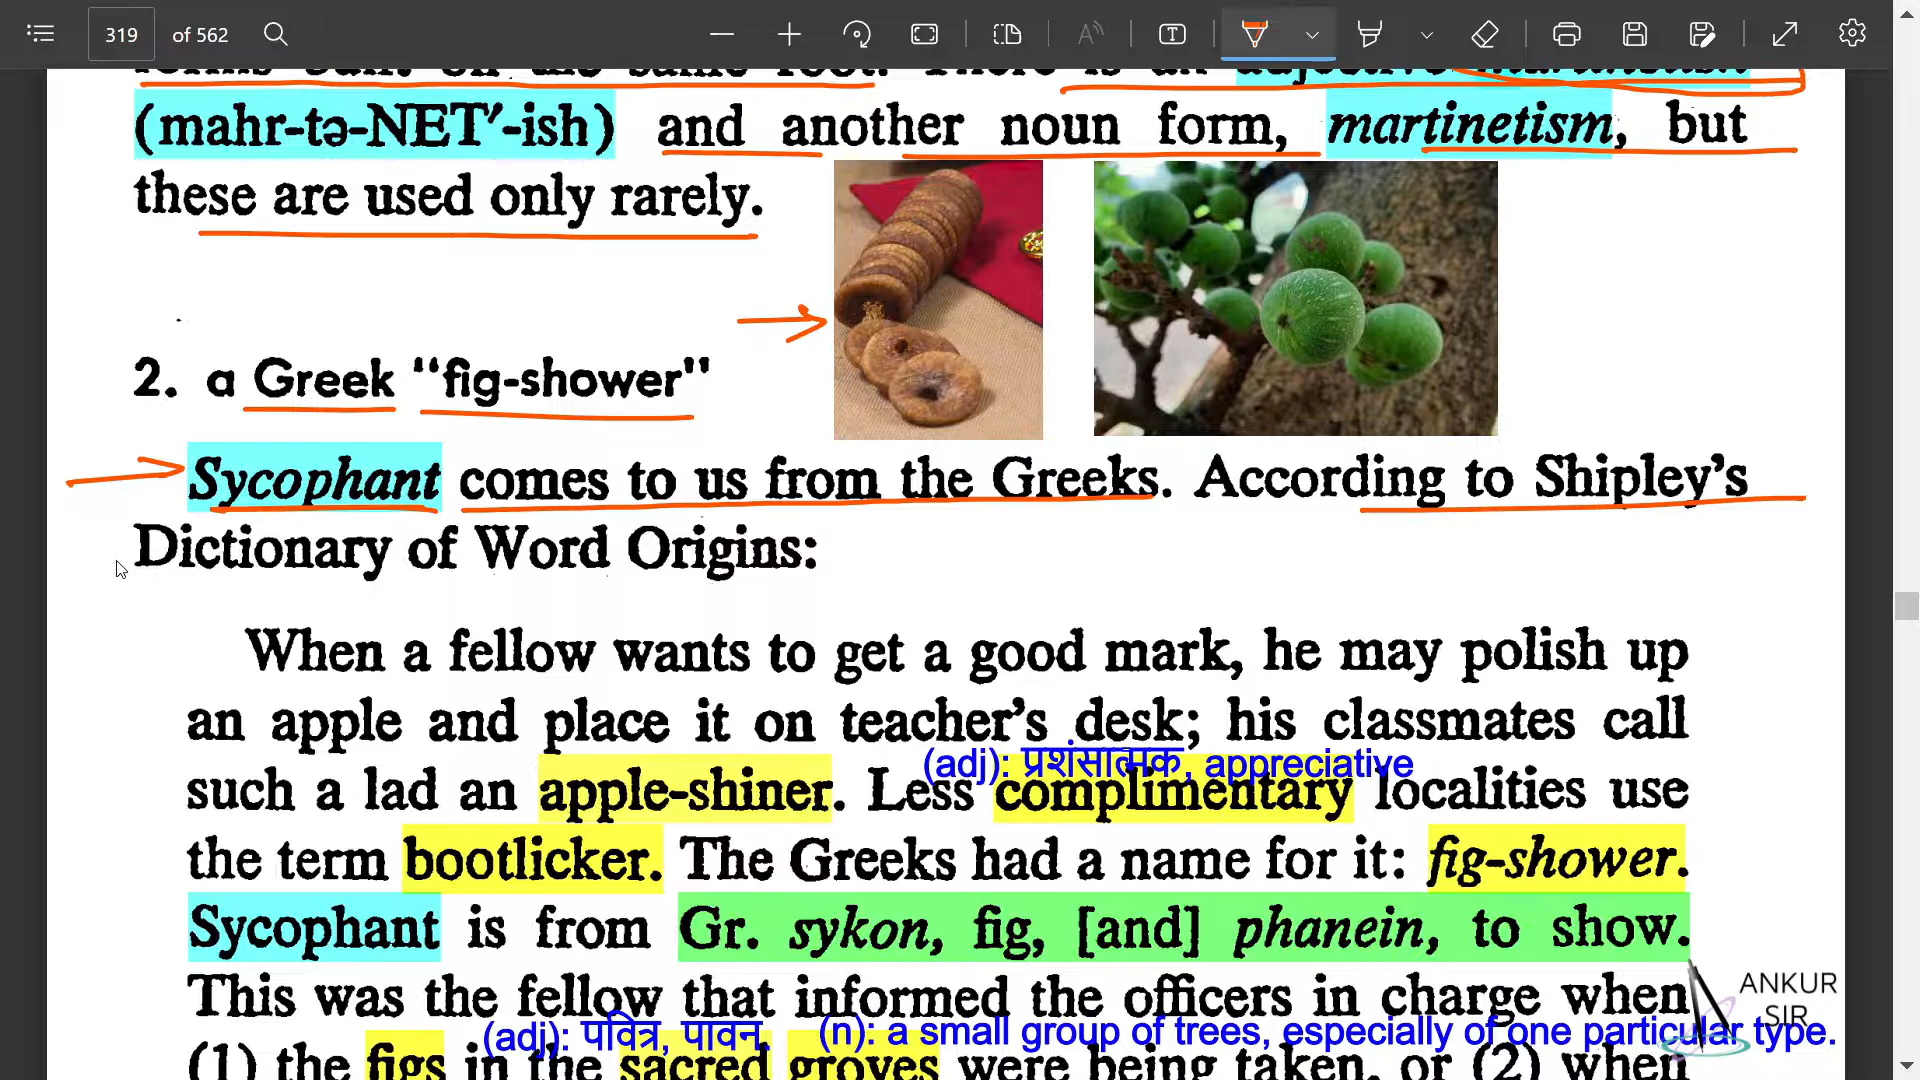 319 of 562
(mahr-tə-NET′-ish) and another noun form, martinetism, but
these are used only rarely.
2. a Greek "fig-shower"
Sycophant comes to us from the Greeks. According to Shipley's
Dictionary of Word Origins:
When a fellow wants to get a good mark, he may polish up
an apple and place it on teacher's desk; his classmates call
(adj): प्रशंसात्मक, appreciative
such a lad an apple-shiner. Less complimentary localities use
the term bootlicker. The Greeks had a name for it: fig-shower.
Sycophant is from Gr. sykon, fig, [and] phanein, to show.
This was the fellow that informed the officers in charge when
ANKUR
SIR
(adj): पवित्र, पावन, (n): a small group of trees, especially of one particular type.
(1) the figs in the sacred groves were being taken, or (2) when